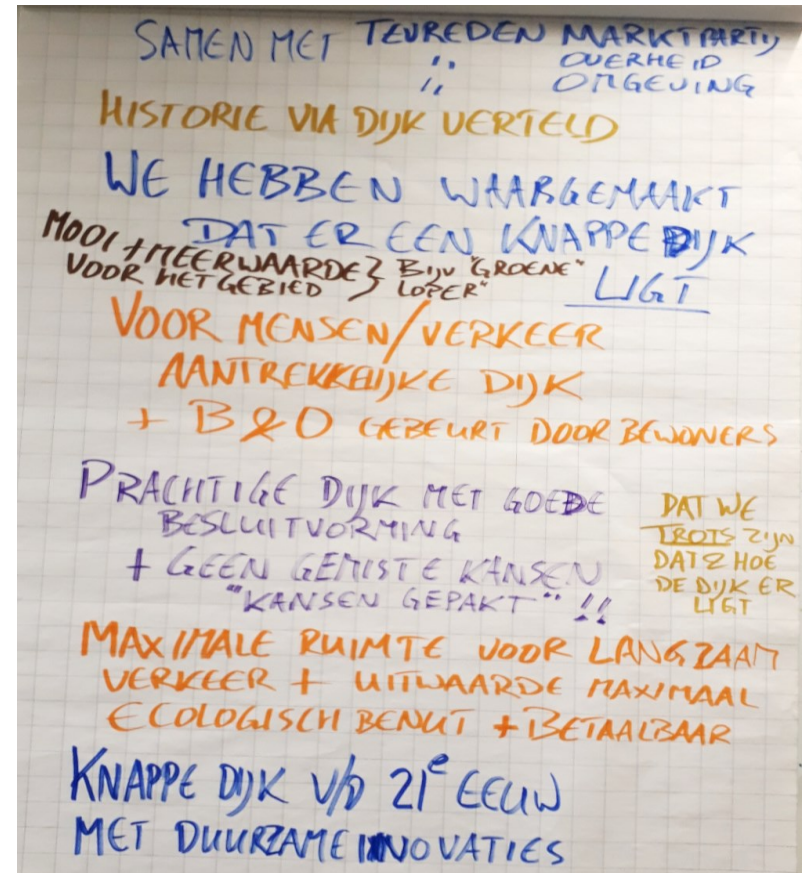 SAMEN MET TEVREDEN MARKTPARTIJ
,, OVERHEID
,, OMGEVING
HISTORIE VIA DIJK VERTELD
WE HEBBEN WAARGEMAAKT
DAT ER EEN KNAPPE DIJK
LIGT
MOOI + MEERWAARDE } BIJV "GROENE"
VOOR HET GEBIED } LOPER"
VOOR MENSEN/VERKEER
AANTREKKELIJKE DIJK
+ B&O GEBEURT DOOR BEWONERS
PRACHTIGE DIJK MET GOEDE
BESLUITVORMING
+ GEEN GEMISTE KANSEN
"KANSEN GEPAKT" !!
DAT WE
TROTS ZIJN
DAT & HOE
DE DIJK ER
LIGT
MAXIMALE RUIMTE VOOR LANGZAAM
VERKEER + UITWAARDE MAXIMAAL
ECOLOGISCH BENUT + BETAALBAAR
KNAPPE DIJK V/D 21e EEUW
MET DUURZAME INNOVATIES